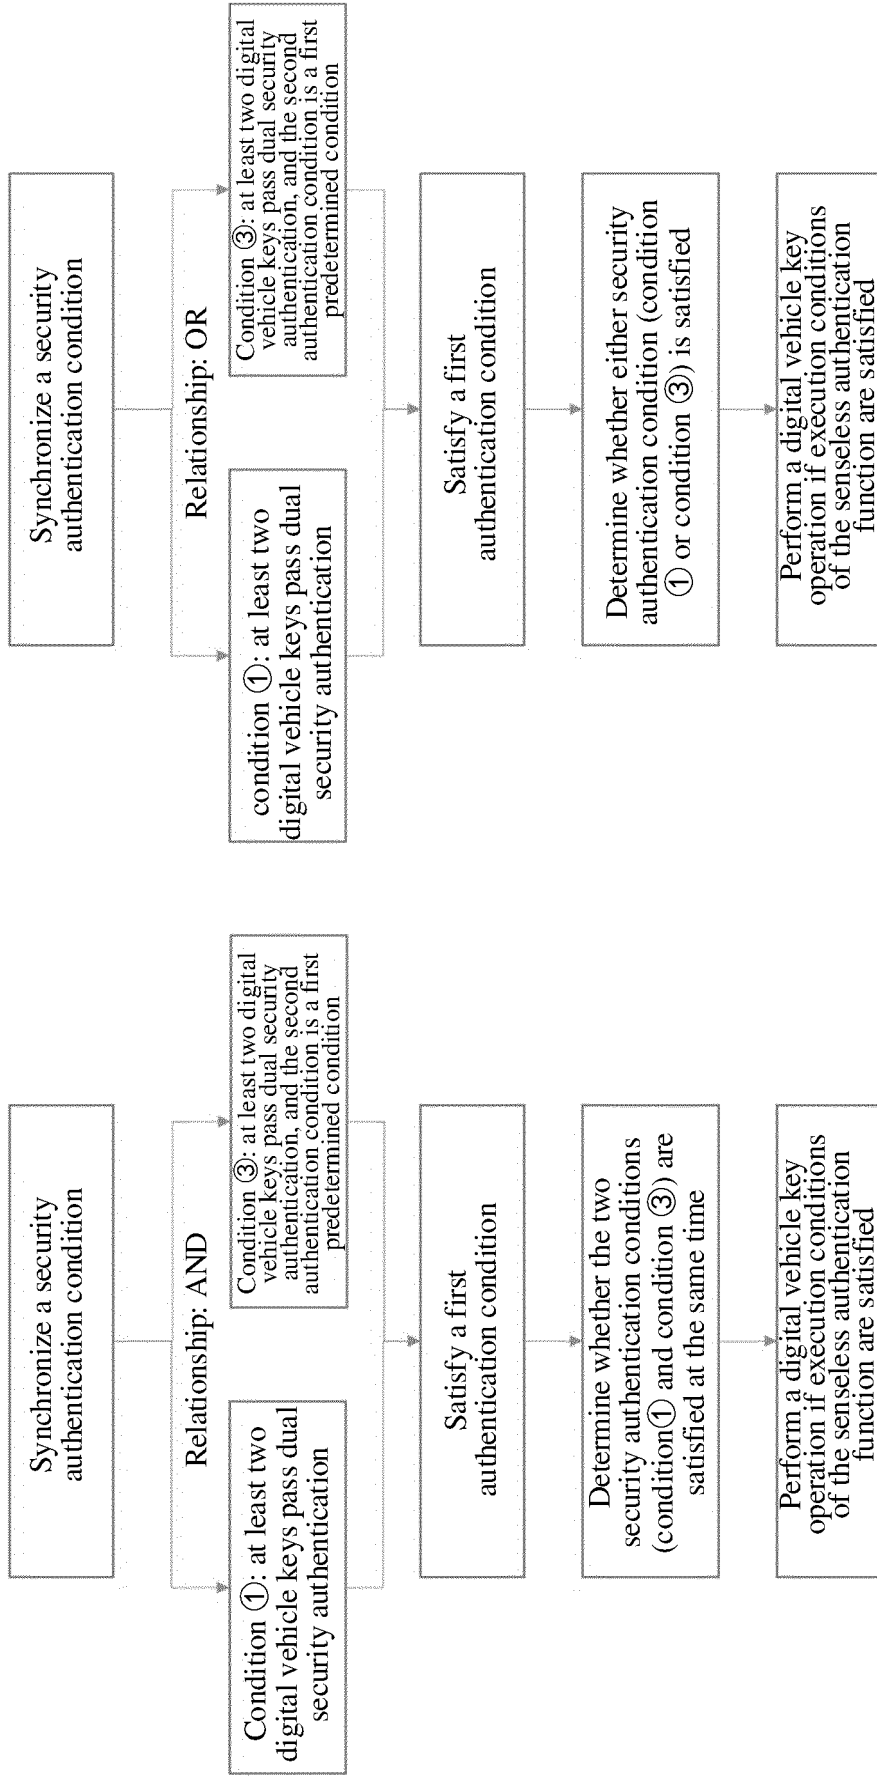 Synchronize a security
authentication condition
Relationship: AND
Condition ①: at least two
digital vehicle keys pass dual
security authentication
Condition ③: at least two digital
vehicle keys pass dual security
authentication, and the second
authentication condition is a first
predetermined condition
Satisfy a first
authentication condition
Determine whether the two
security authentication conditions
(condition① and condition ③) are
satisfied at the same time
Perform a digital vehicle key
operation if execution conditions
of the senseless authentication
function are satisfied
Synchronize a security
authentication condition
Relationship: OR
condition ①: at least two
digital vehicle keys pass dual
security authentication
Condition ③: at least two digital
vehicle keys pass dual security
authentication, and the second
authentication condition is a first
predetermined condition
Satisfy a first
authentication condition
Determine whether either security
authentication condition (condition
① or condition ③) is satisfied
Perform a digital vehicle key
operation if execution conditions
of the senseless authentication
function are satisfied